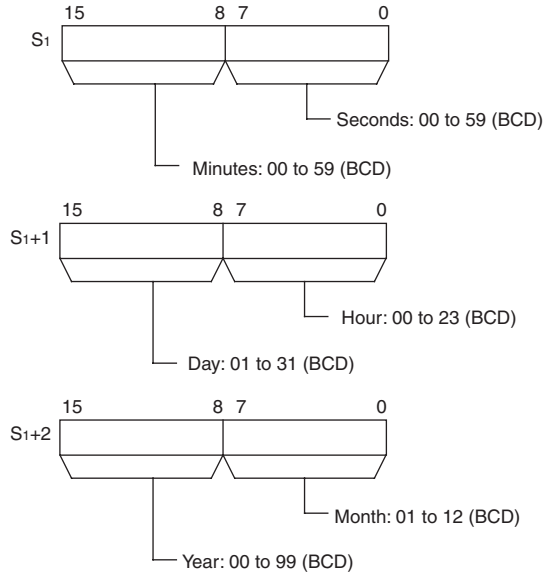 15 8 7 0
S1
Seconds: 00 to 59 (BCD)
Minutes: 00 to 59 (BCD)
15 8 7 0
S1+1
Hour: 00 to 23 (BCD)
Day: 01 to 31 (BCD)
15 8 7 0
S1+2
Month: 01 to 12 (BCD)
Year: 00 to 99 (BCD)